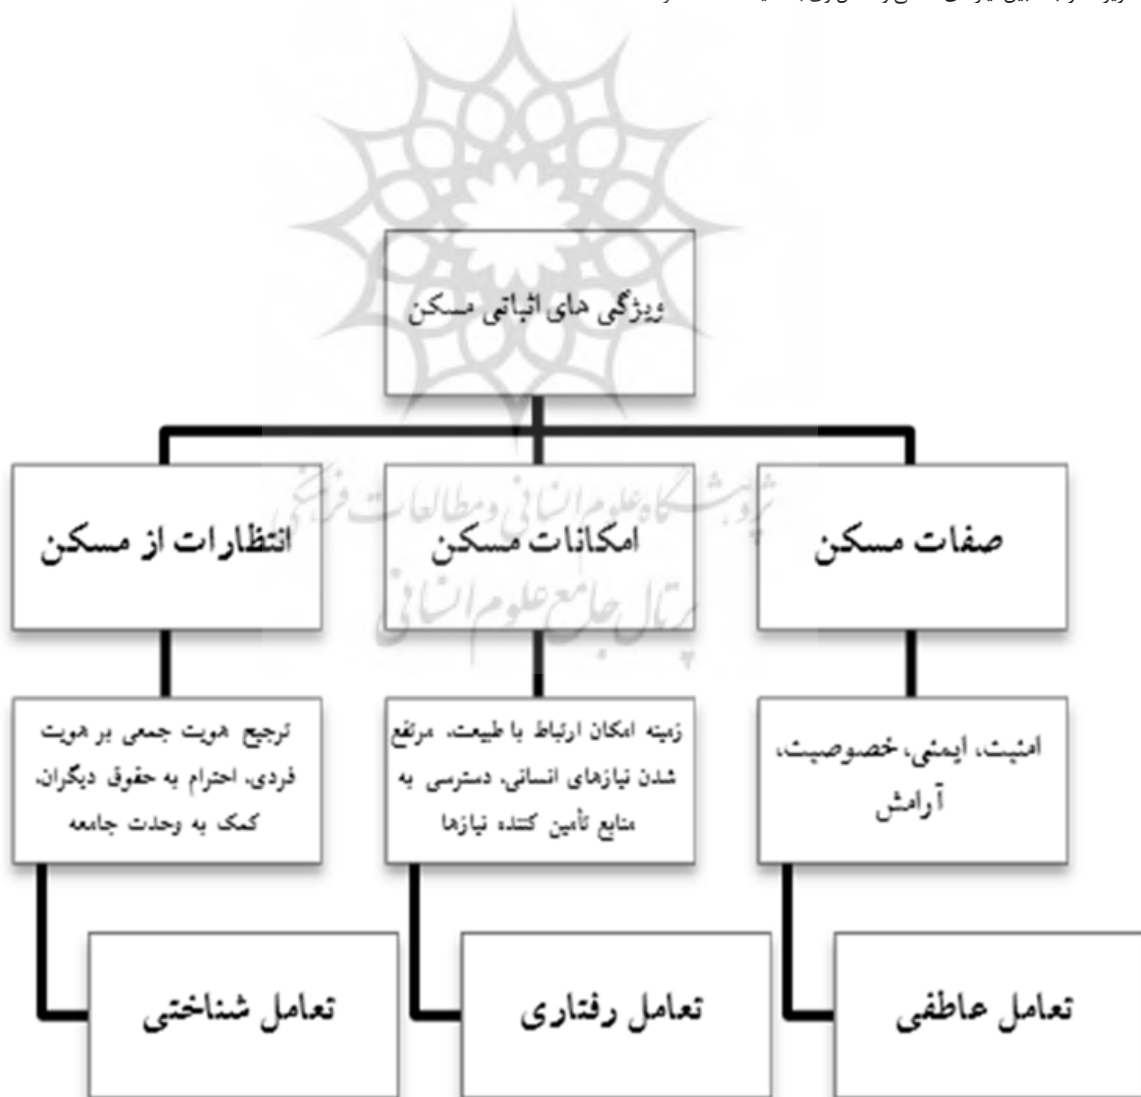 ویژگی های اثباتی مسکن
پژوهشگاه علوم انسانی و مطالعات فرهنگی
پرتال جامع علوم انسانی
صفات مسکن
امکانات مسکن
انتظارات از مسکن
امنیت، ایمنی، خصوصیت،
آرامش
زمینه امکان ارتباط با طبیعت، مرتفع
شدن نیازهای انسانی، دسترسی به
منابع تأمین کننده نیازها
ترجیح هویت جمعی بر هویت
فردی، احترام به حقوق دیگران،
کمک به وحدت جامعه
تعامل عاطفی
تعامل رفتاری
تعامل شناختی